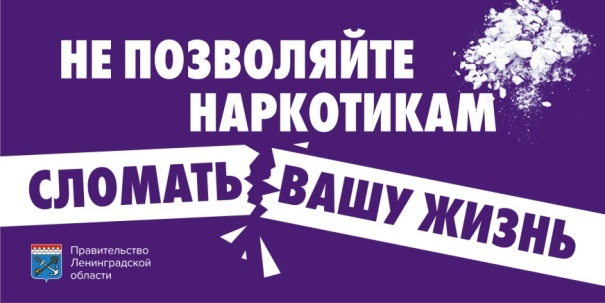 НЕ ПОЗВОЛЯЙТЕ
НАРКОТИКАМ
СЛОМАТЬ ВАШУ ЖИЗНЬ
Правительство
Ленинградской
области